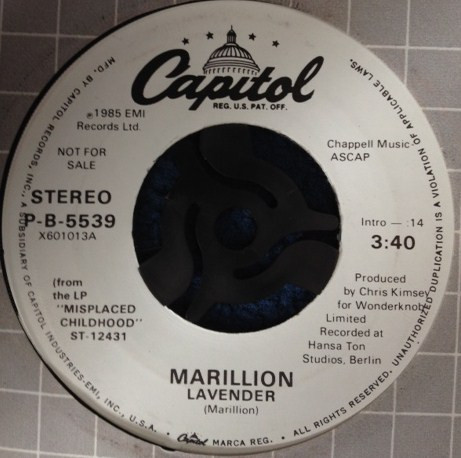 Capitol
REG. U.S. PAT. OFF.
℗1985 EMI
Records Ltd.
NOT FOR
SALE
STEREO
P-B-5539
X601013A
(from
the LP
"MISPLACED
CHILDHOOD"
ST-12431
Chappell Music
ASCAP
Intro — :14
3:40
Produced
by Chris Kimsey
for Wonderknob
Limited
Recorded at
Hansa Ton
Studios, Berlin
MARILLION
LAVENDER
(Marillion)
MFD. BY CAPITOL RECORDS, INC., A SUBSIDIARY OF CAPITOL INDUSTRIES-EMI, INC., U.S.A. • Capitol MARCA REG. • ALL RIGHTS RESERVED. UNAUTHORIZED DUPLICATION IS A VIOLATION OF APPLICABLE LAWS.